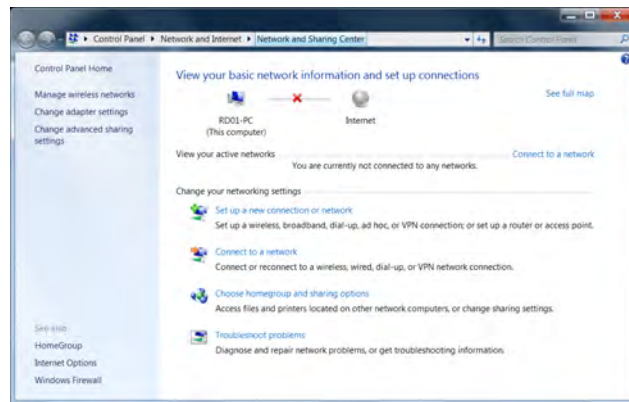 Control Panel ▸ Network and Internet ▸ Network and Sharing Center
Search Control Panel
Control Panel Home
Manage wireless networks
Change adapter settings
Change advanced sharing
settings
See also
HomeGroup
Internet Options
Windows Firewall
View your basic network information and set up connections
See full map
RD01-PC
(This computer)
Internet
View your active networks
Connect to a network
You are currently not connected to any networks.
Change your networking settings
Set up a new connection or network
Set up a wireless, broadband, dial-up, ad hoc, or VPN connection; or set up a router or access point.
Connect to a network
Connect or reconnect to a wireless, wired, dial-up, or VPN network connection.
Choose homegroup and sharing options
Access files and printers located on other network computers, or change sharing settings.
Troubleshoot problems
Diagnose and repair network problems, or get troubleshooting information.